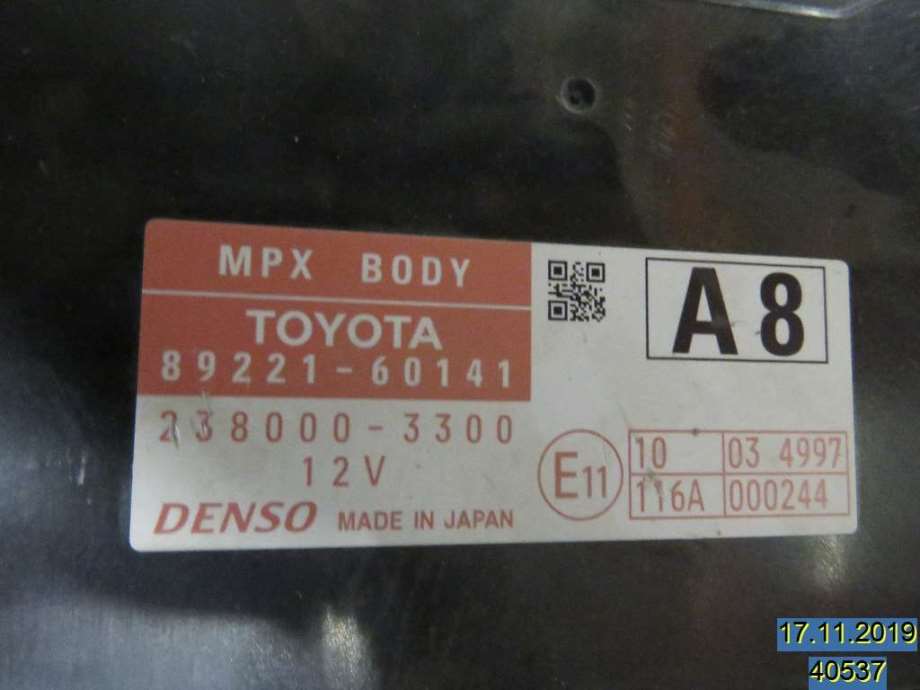 MPX BODY
TOYOTA
89221-60141
238000-3300
12V
DENSO MADE IN JAPAN
A8
E11
10 03 4997
116A 000244
17.11.2019
40537